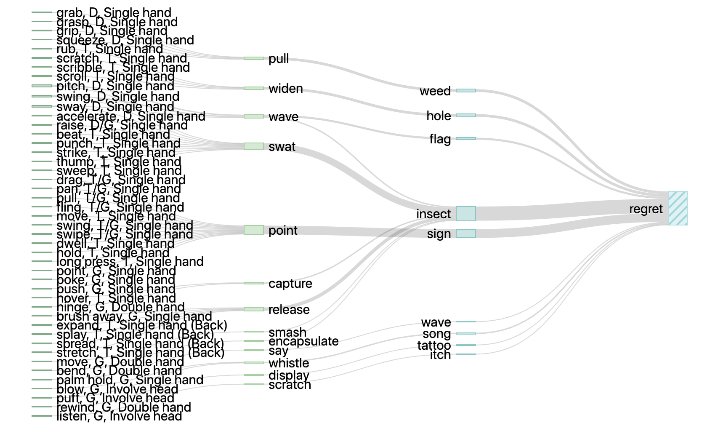 grab, D, Single hand
grasp, D, Single hand
grip, D, Single hand
squeeze, D, Single hand
rub, T, Single hand
scratch, T, Single hand
scribble, T, Single hand
scroll, T, Single hand
pitch, D, Single hand
swing, D, Single hand
sway, D, Single hand
accelerate, D, Single hand
raise, D/G, Single hand
beat, T, Single hand
punch, T, Single hand
strike, T, Single hand
thump, T, Single hand
sweep, T, Single hand
drag, T/G, Single hand
pan, T/G, Single hand
pull, T/G, Single hand
fling, T/G, Single hand
move, T, Single hand
swing, T/G, Single hand
swipe, T/G, Single hand
dwell, T, Single hand
hold, T, Single hand
long press, T, Single hand
point, G, Single hand
poke, G, Single hand
push, G, Single hand
hover, T, Single hand
hinge, G, Double hand
brush away, G, Single hand
expand, T, Single hand (Back)
splay, T, Single hand (Back)
spread, T, Single hand (Back)
stretch, T, Single hand (Back)
move, G, Double hand
bend, G, Double hand
palm hold, G, Single hand
blow, G, Involve head
puff, G, Involve head
rewind, G, Double hand
listen, G, Involve head
pull
widen
wave
swat
point
capture
release
smash
encapsulate
say
whistle
display
scratch
weed
hole
flag
insect
sign
wave
song
tattoo
itch
regret